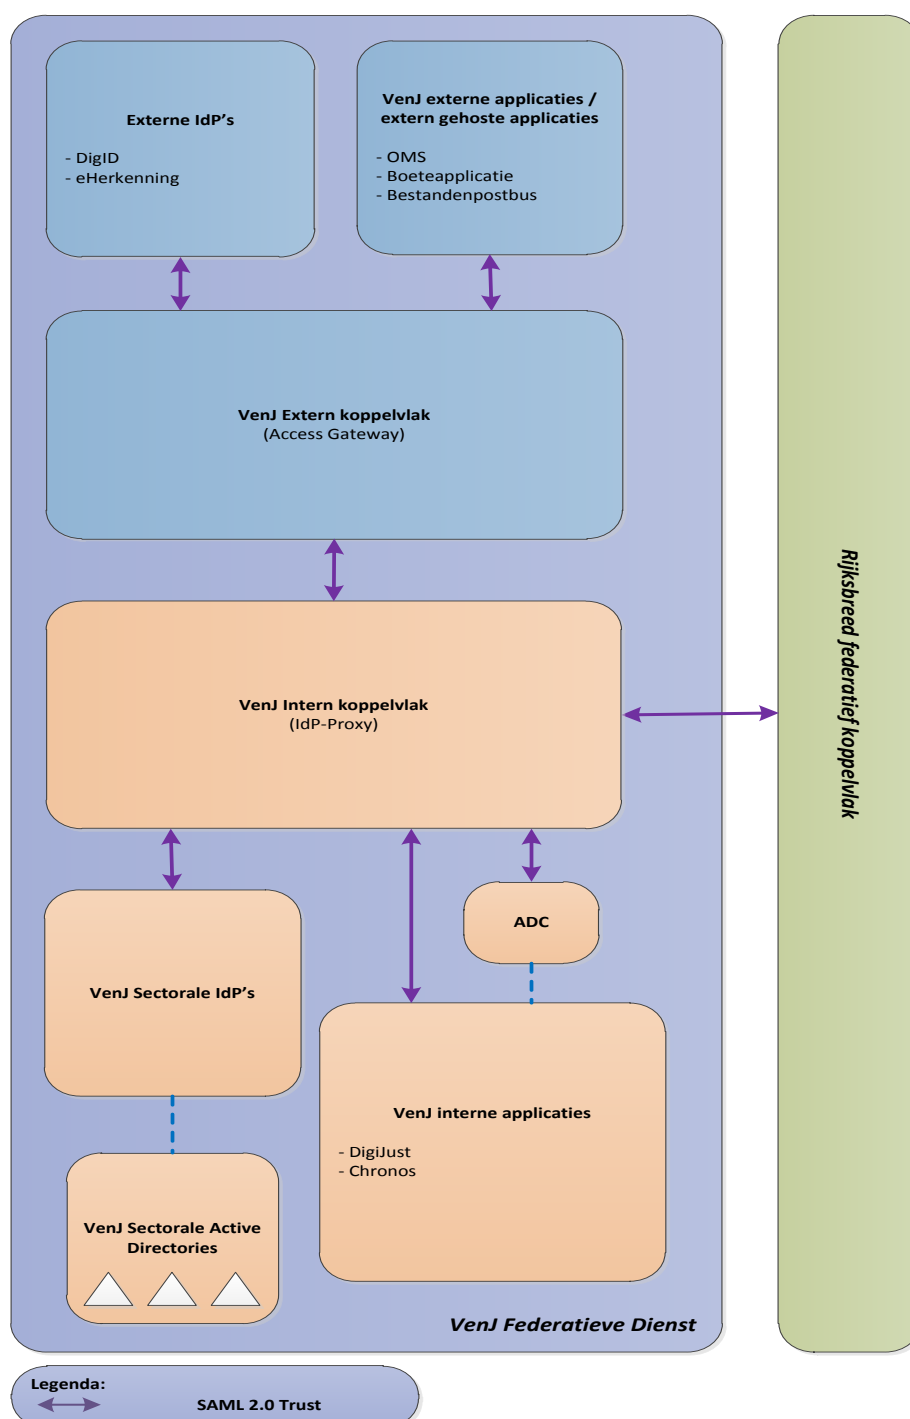 Externe IdP's
- DigID
- eHerkenning
VenJ externe applicaties /
extern gehoste applicaties
- OMS
- Boeteapplicatie
- Bestandenpostbus
VenJ Extern koppelvlak
(Access Gateway)
VenJ Intern koppelvlak
(IdP-Proxy)
Rijksbreed federatief koppelvlak
ADC
VenJ Sectorale IdP's
VenJ interne applicaties
- DigiJust
- Chronos
VenJ Sectorale Active
Directories
VenJ Federatieve Dienst
Legenda:
SAML 2.0 Trust